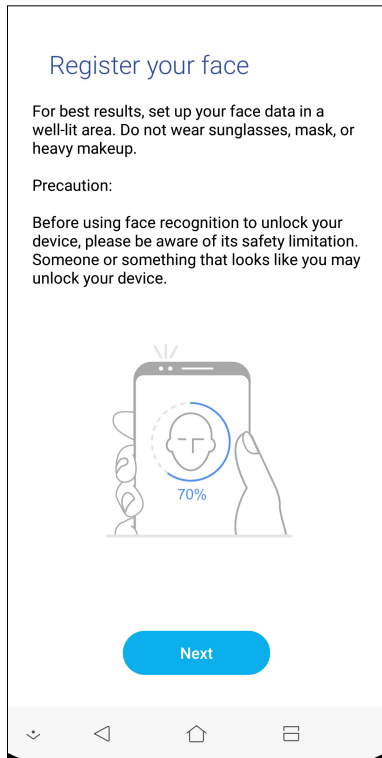 Register your face
For best results, set up your face data in a
well-lit area. Do not wear sunglasses, mask, or
heavy makeup.
Precaution:
Before using face recognition to unlock your
device, please be aware of its safety limitation.
Someone or something that looks like you may
unlock your device.
70%
Next